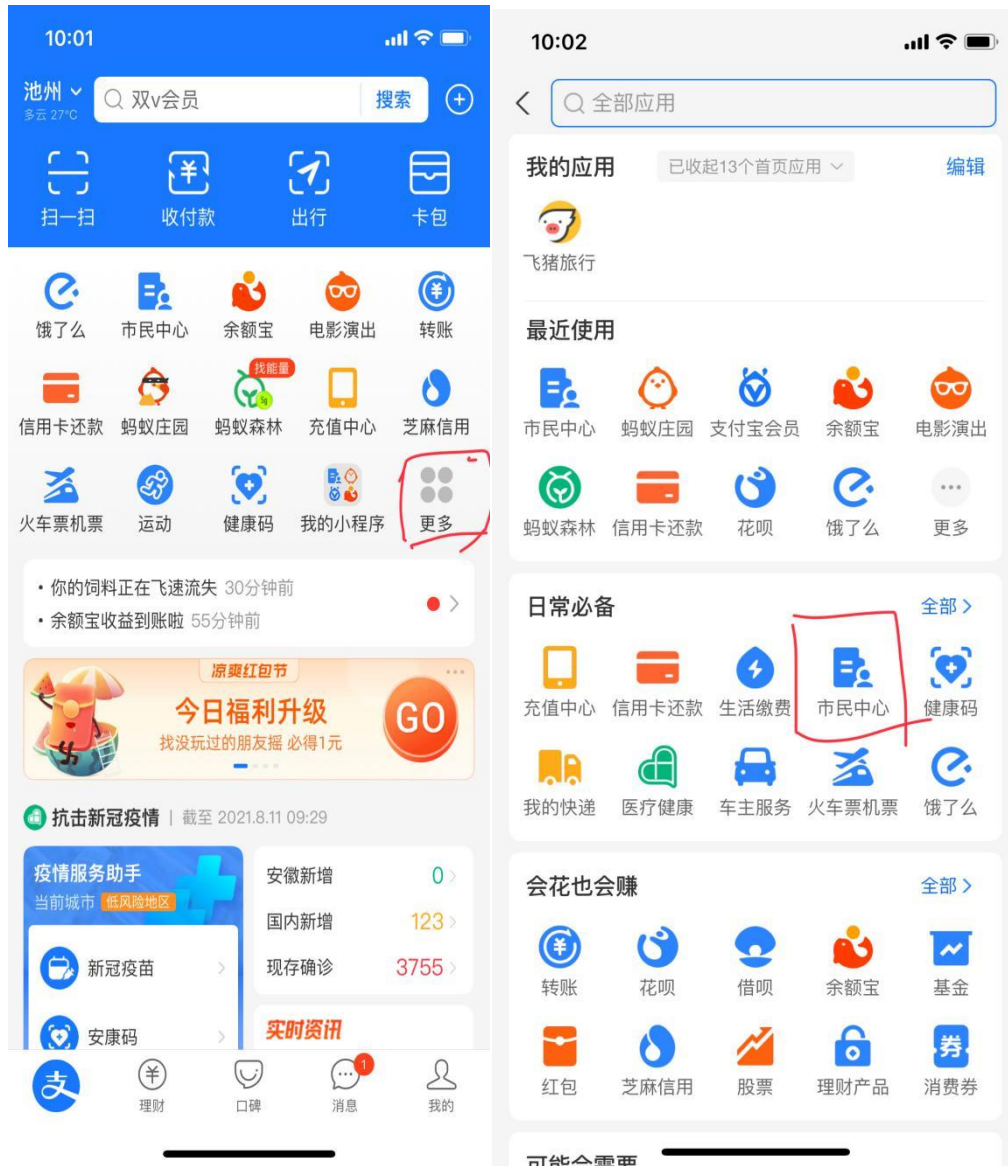 10:01
池州
多云 27°C
双v会员
搜索
扫一扫
收付款
出行
卡包
饿了么
市民中心
余额宝
电影演出
转账
找能量
5g
信用卡还款
蚂蚁庄园
蚂蚁森林
充值中心
芝麻信用
火车票机票
运动
健康码
我的小程序
更多
• 你的饲料正在飞速流失 30分钟前
• 余额宝收益到账啦 55分钟前
凉爽红包节
今日福利升级
找没玩过的朋友摇 必得1元
GO
抗击新冠疫情 | 截至 2021.8.11 09:29
疫情服务助手
当前城市 低风险地区
新冠疫苗
安康码
安徽新增 0
国内新增 123
现存确诊 3755
实时资讯
支
理财
口碑
消息
1
我的
10:02
全部应用
我的应用
已收起13个首页应用
编辑
飞猪旅行
最近使用
市民中心
蚂蚁庄园
支付宝会员
余额宝
电影演出
蚂蚁森林
信用卡还款
花呗
饿了么
更多
日常必备
全部
充值中心
信用卡还款
生活缴费
市民中心
健康码
我的快递
医疗健康
车主服务
火车票机票
饿了么
会花也会赚
全部
转账
花呗
借呗
余额宝
基金
红包
芝麻信用
股票
理财产品
券
消费券
可能会需要